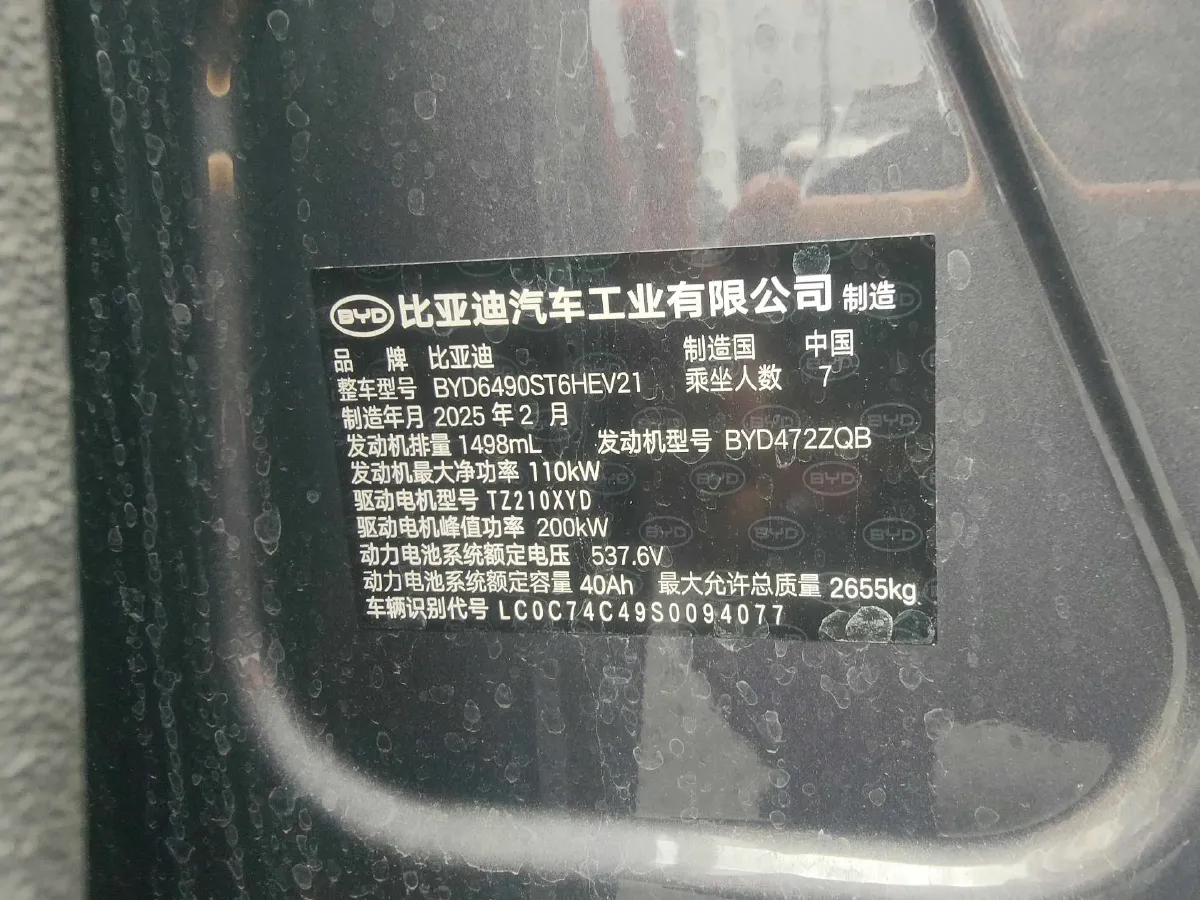 BYD 比亚迪汽车工业有限公司 制造
品 牌 比亚迪 制造国 中国
整车型号 BYD6490ST6HEV21 乘坐人数 7
制造年月 2025 年 2 月
发动机排量 1498mL 发动机型号 BYD472ZQB
发动机最大净功率 110kW
驱动电机型号 TZ210XYD
驱动电机峰值功率 200kW
动力电池系统额定电压 537.6V
动力电池系统额定容量 40Ah 最大允许总质量 2655kg
车辆识别代号 LC0C74C49S0094077